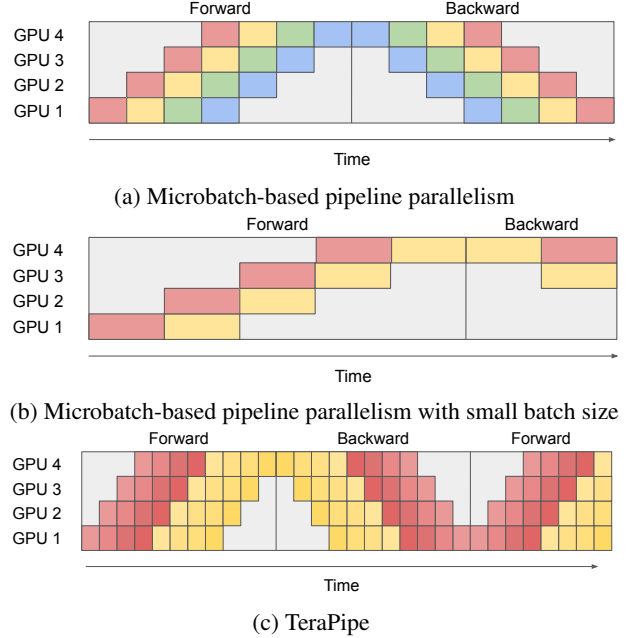 Forward Backward
GPU 4
GPU 3
GPU 2
GPU 1
Time
(a) Microbatch-based pipeline parallelism
Forward Backward
GPU 4
GPU 3
GPU 2
GPU 1
Time
(b) Microbatch-based pipeline parallelism with small batch size
Forward Backward Forward
GPU 4
GPU 3
GPU 2
GPU 1
Time
(c) TeraPipe